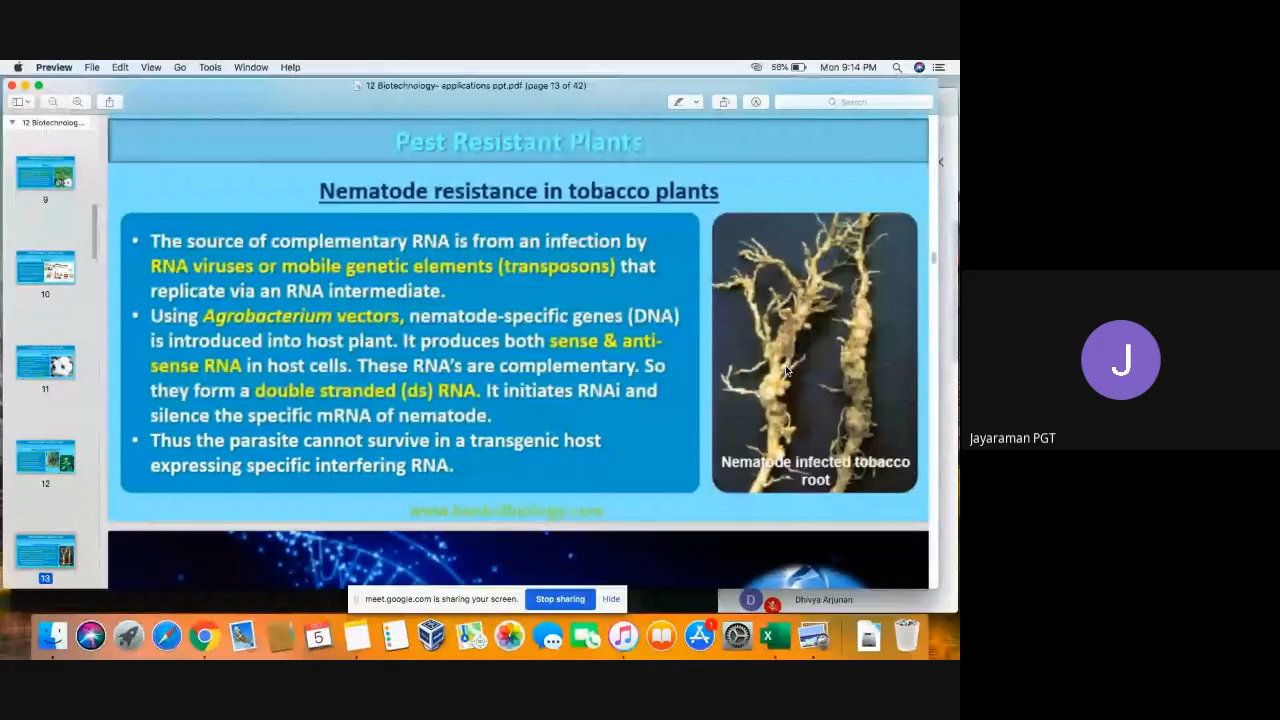 Preview File Edit View Go Tools Window Help
58% Mon 9:14 PM
12 Biotechnology- applications ppt.pdf (page 13 of 42)
Search
12 Biotechnolog...
9
10
11
12
13
Pest Resistant Plants
Nematode resistance in tobacco plants
• The source of complementary RNA is from an infection by
RNA viruses or mobile genetic elements (transposons) that
replicate via an RNA intermediate.
• Using Agrobacterium vectors, nematode-specific genes (DNA)
is introduced into host plant. It produces both sense & anti-
sense RNA in host cells. These RNA's are complementary. So
they form a double stranded (ds) RNA. It initiates RNAi and
silence the specific mRNA of nematode.
• Thus the parasite cannot survive in a transgenic host
expressing specific interfering RNA.
Nematode infected tobacco
root
meet.google.com is sharing your screen. Stop sharing Hide
D Dhivya Arjunan
5
1
J
Jayaraman PGT